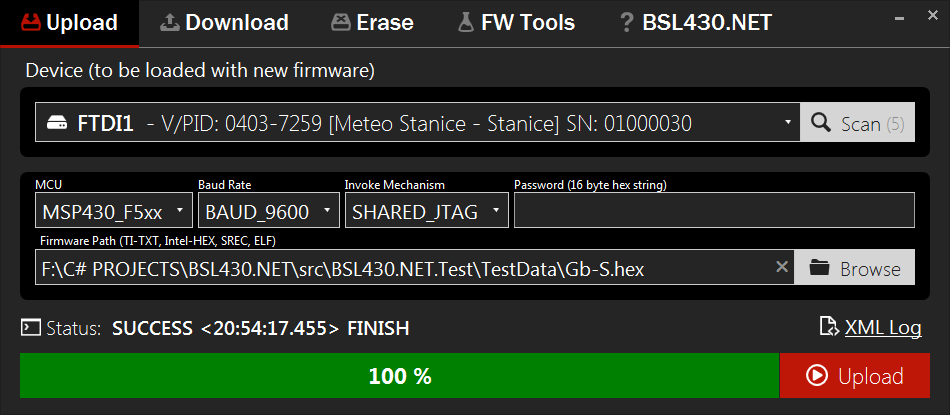 Upload Download Erase FW Tools ? BSL430.NET
Device (to be loaded with new firmware)
FTDI1 - V/PID: 0403-7259 [Meteo Stanice - Stanice] SN: 01000030 Scan (5)
MCU Baud Rate Invoke Mechanism Password (16 byte hex string)
MSP430_F5xx BAUD_9600 SHARED_JTAG
Firmware Path (TI-TXT, Intel-HEX, SREC, ELF)
F:\C# PROJECTS\BSL430.NET\src\BSL430.NET.Test\TestData\Gb-S.hex Browse
Status: SUCCESS <20:54:17.455> FINISH XML Log
100 % Upload